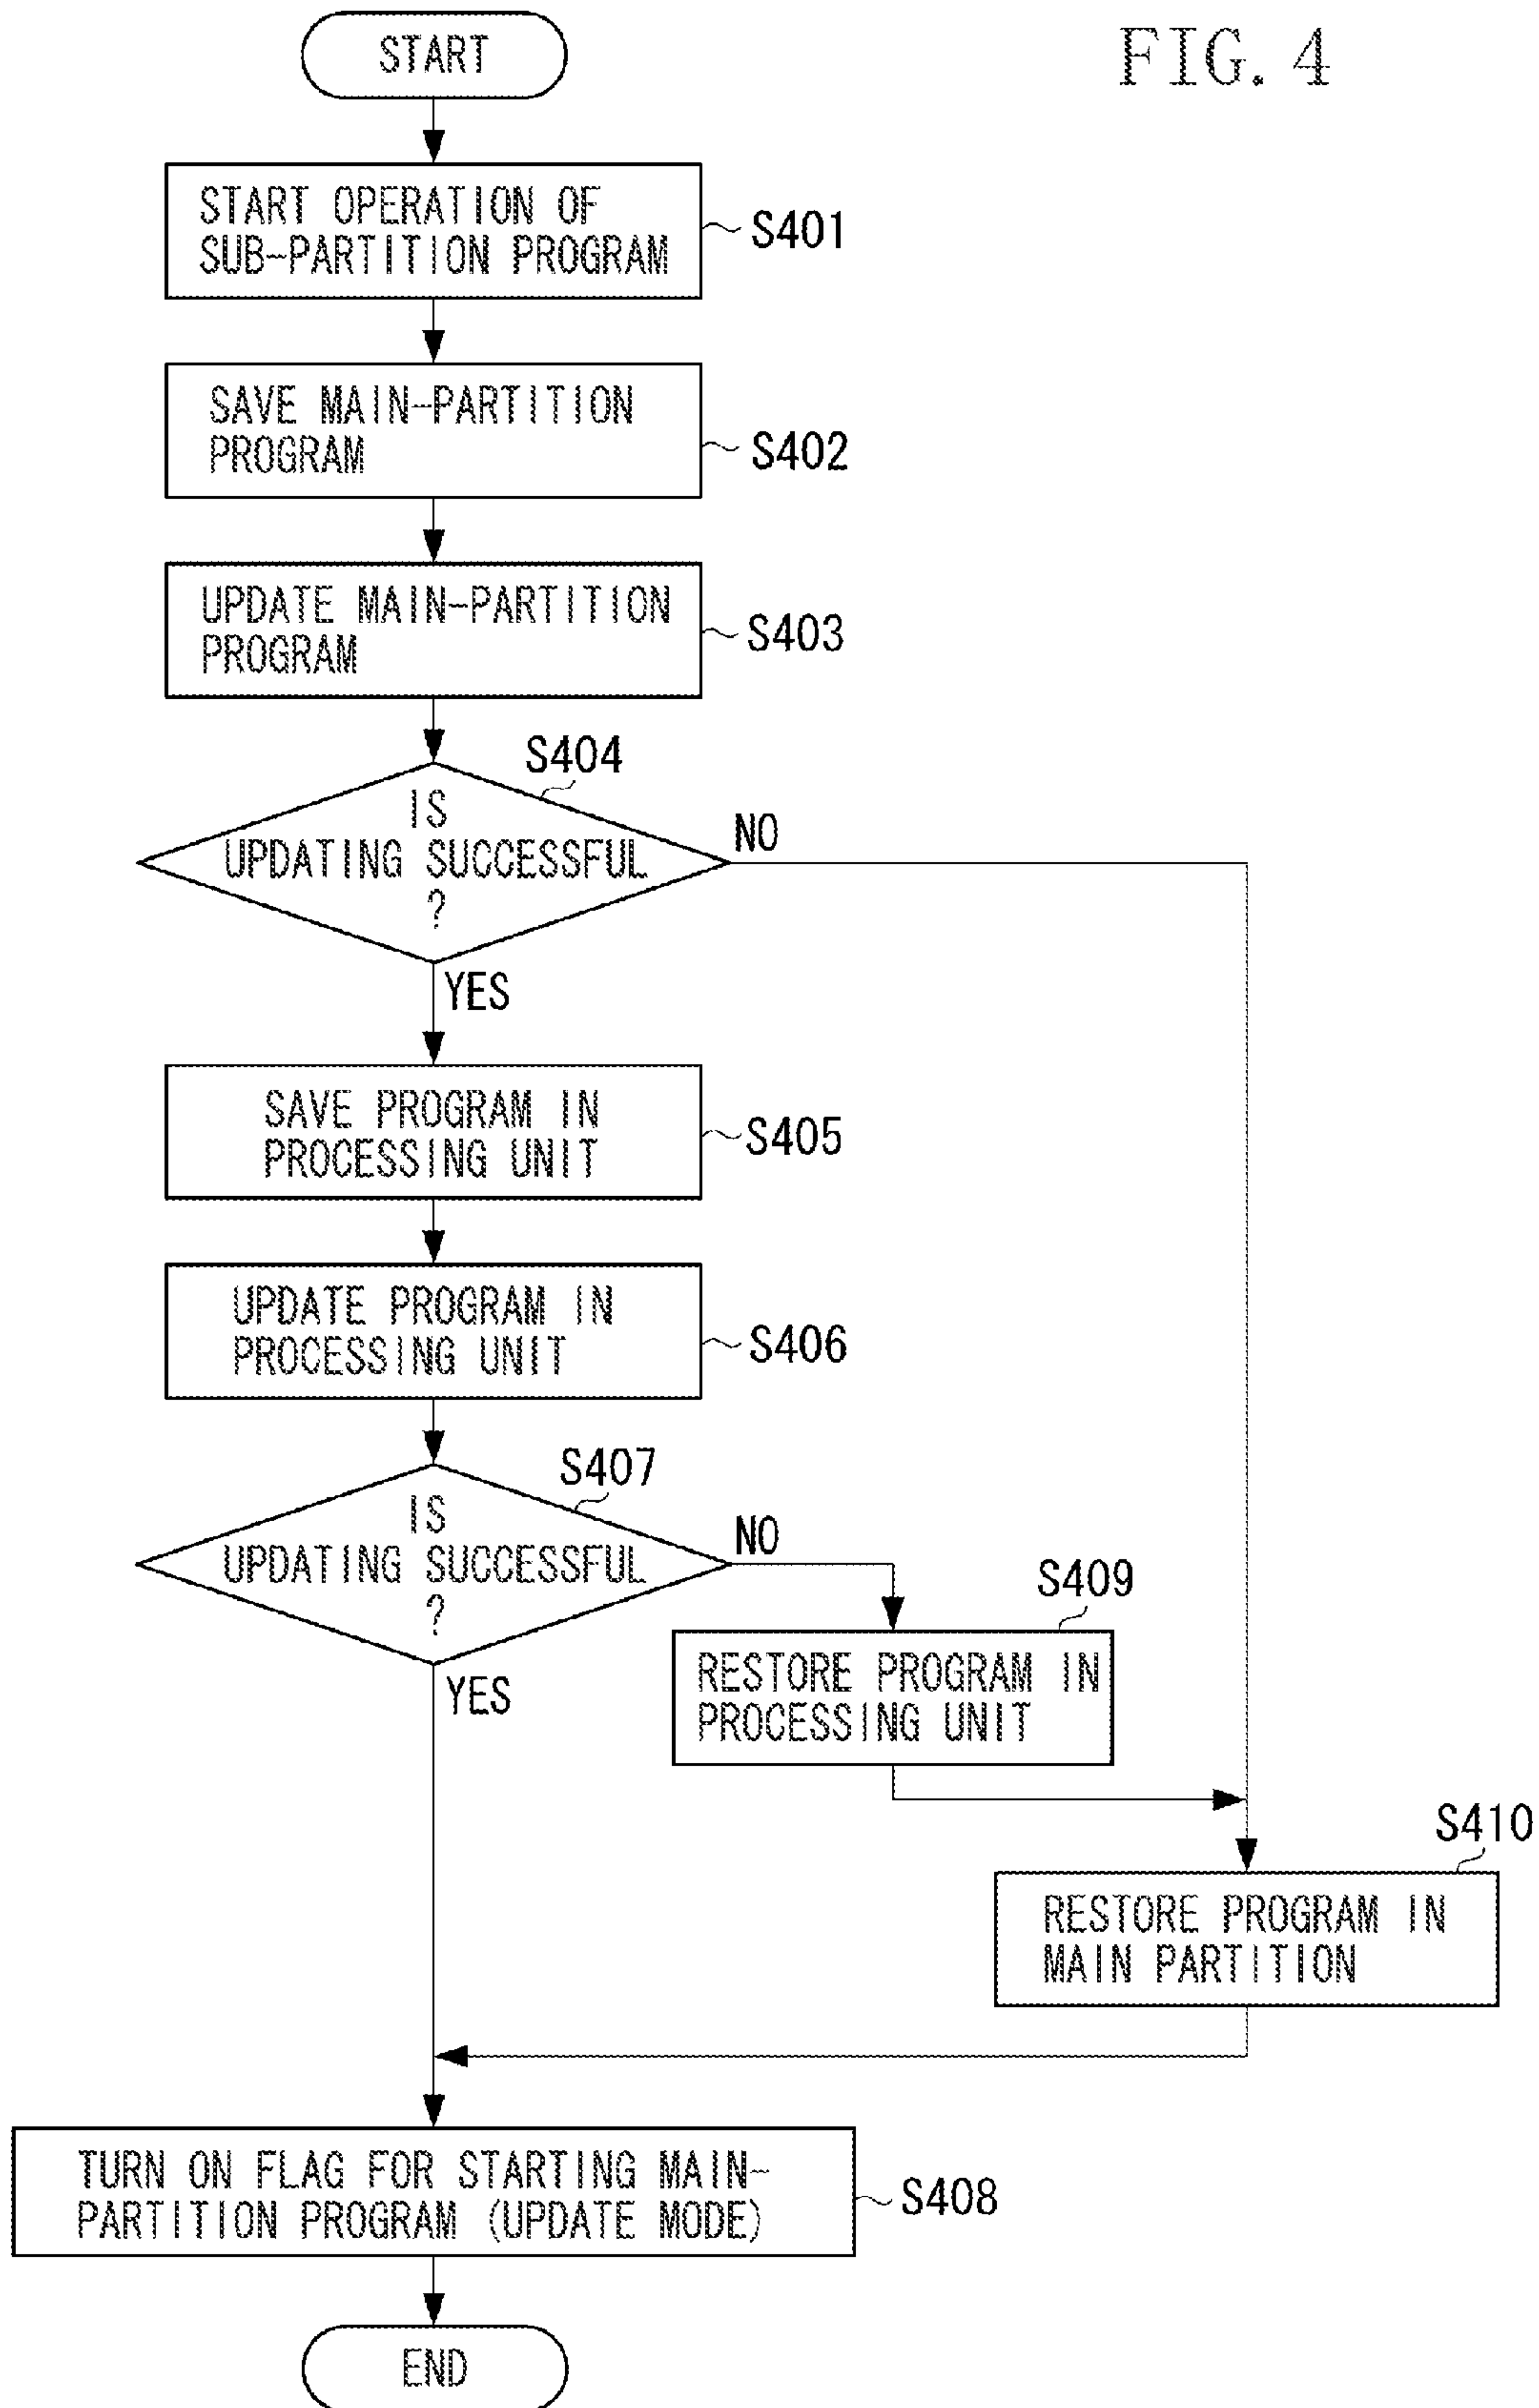 FIG. 4
START
START OPERATION OF
SUB-PARTITION PROGRAM
S401
SAVE MAIN-PARTITION
PROGRAM
S402
UPDATE MAIN-PARTITION
PROGRAM
S403
S404
IS
UPDATING SUCCESSFUL
?
NO
YES
SAVE PROGRAM IN
PROCESSING UNIT
S405
UPDATE PROGRAM IN
PROCESSING UNIT
S406
S407
IS
UPDATING SUCCESSFUL
?
NO
YES
S409
RESTORE PROGRAM IN
PROCESSING UNIT
S410
RESTORE PROGRAM IN
MAIN PARTITION
TURN ON FLAG FOR STARTING MAIN-
PARTITION PROGRAM (UPDATE MODE)
S408
END